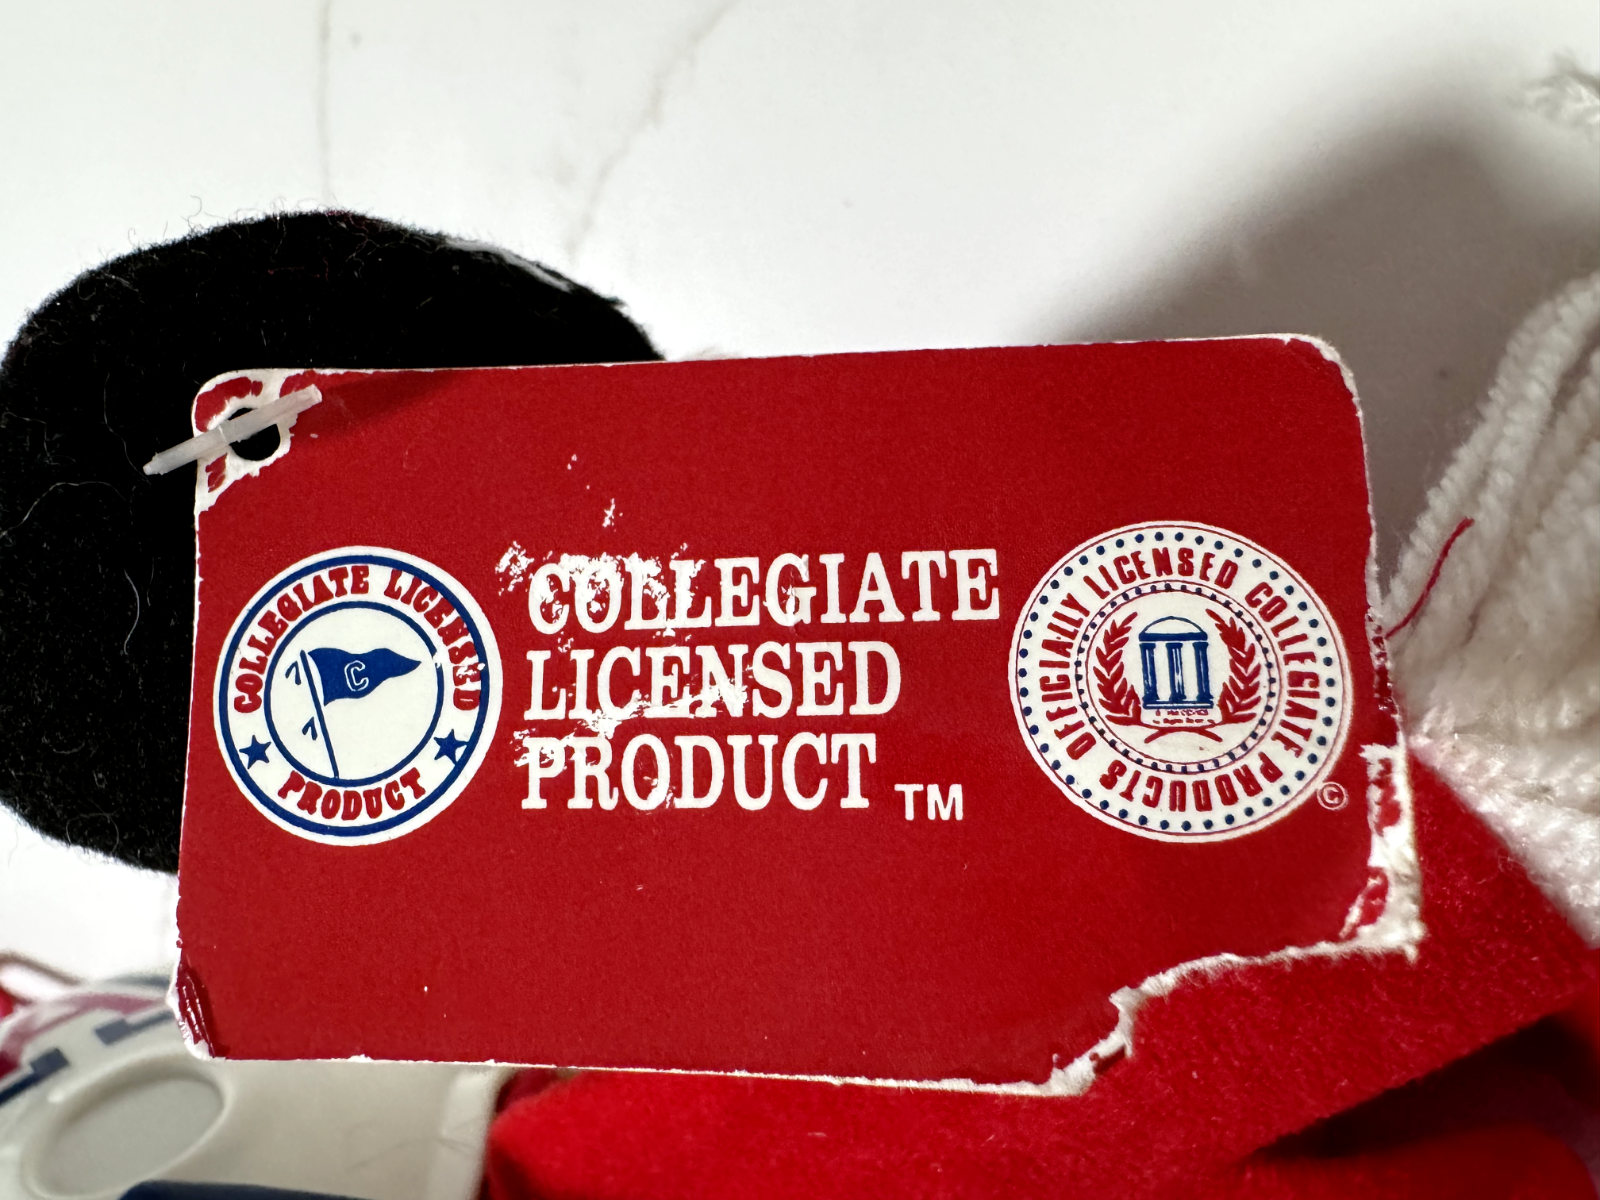 COLLEGIATE LICENSED
PRODUCT
C
COLLEGIATE
LICENSED
PRODUCT TM
OFFICIALLY LICENSED COLLEGIATE PRODUCTS
©